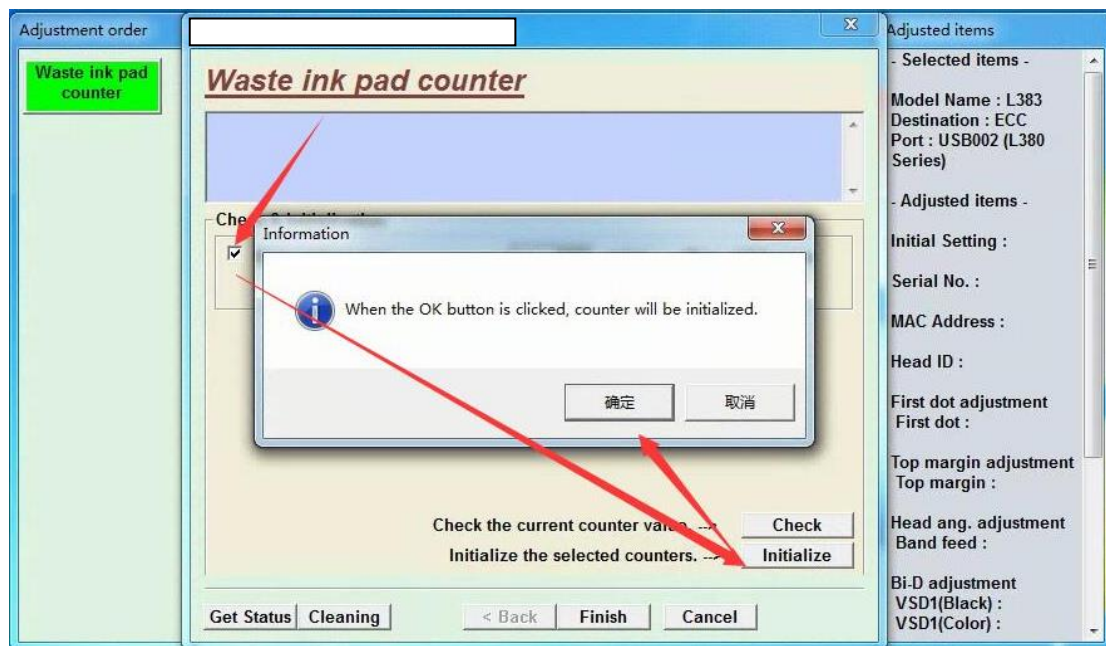 Adjustment order
Waste ink pad
counter
Waste ink pad counter
Information
When the OK button is clicked, counter will be initialized.
确定
取消
Check the current counter value. -->
Check
Initialize the selected counters. -->
Initialize
Get Status
Cleaning
< Back
Finish
Cancel
Adjusted items
- Selected items -
Model Name : L383
Destination : ECC
Port : USB002 (L380
Series)
- Adjusted items -
Initial Setting :
Serial No. :
MAC Address :
Head ID :
First dot adjustment
First dot :
Top margin adjustment
Top margin :
Head ang. adjustment
Band feed :
Bi-D adjustment
VSD1(Black) :
VSD1(Color) :